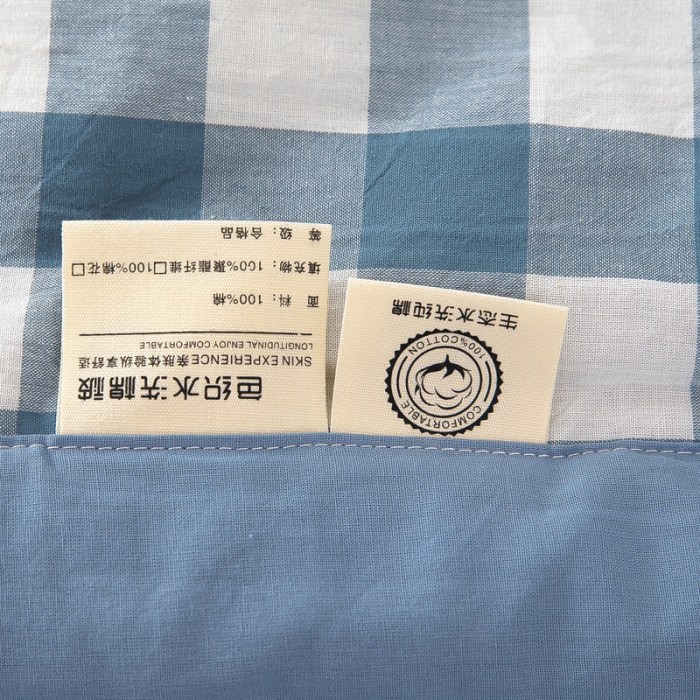 色织水洗棉被
SKIN EXPERIENCE 亲肤体验纵享舒适
LONGITUDINAL ENJOY COMFORTABLE
面 料：100%棉
填充物：100%聚酯纤维□100%棉花□
等 级：合格品
COMFORTABLE
100%COTTON
生态水洗纯棉